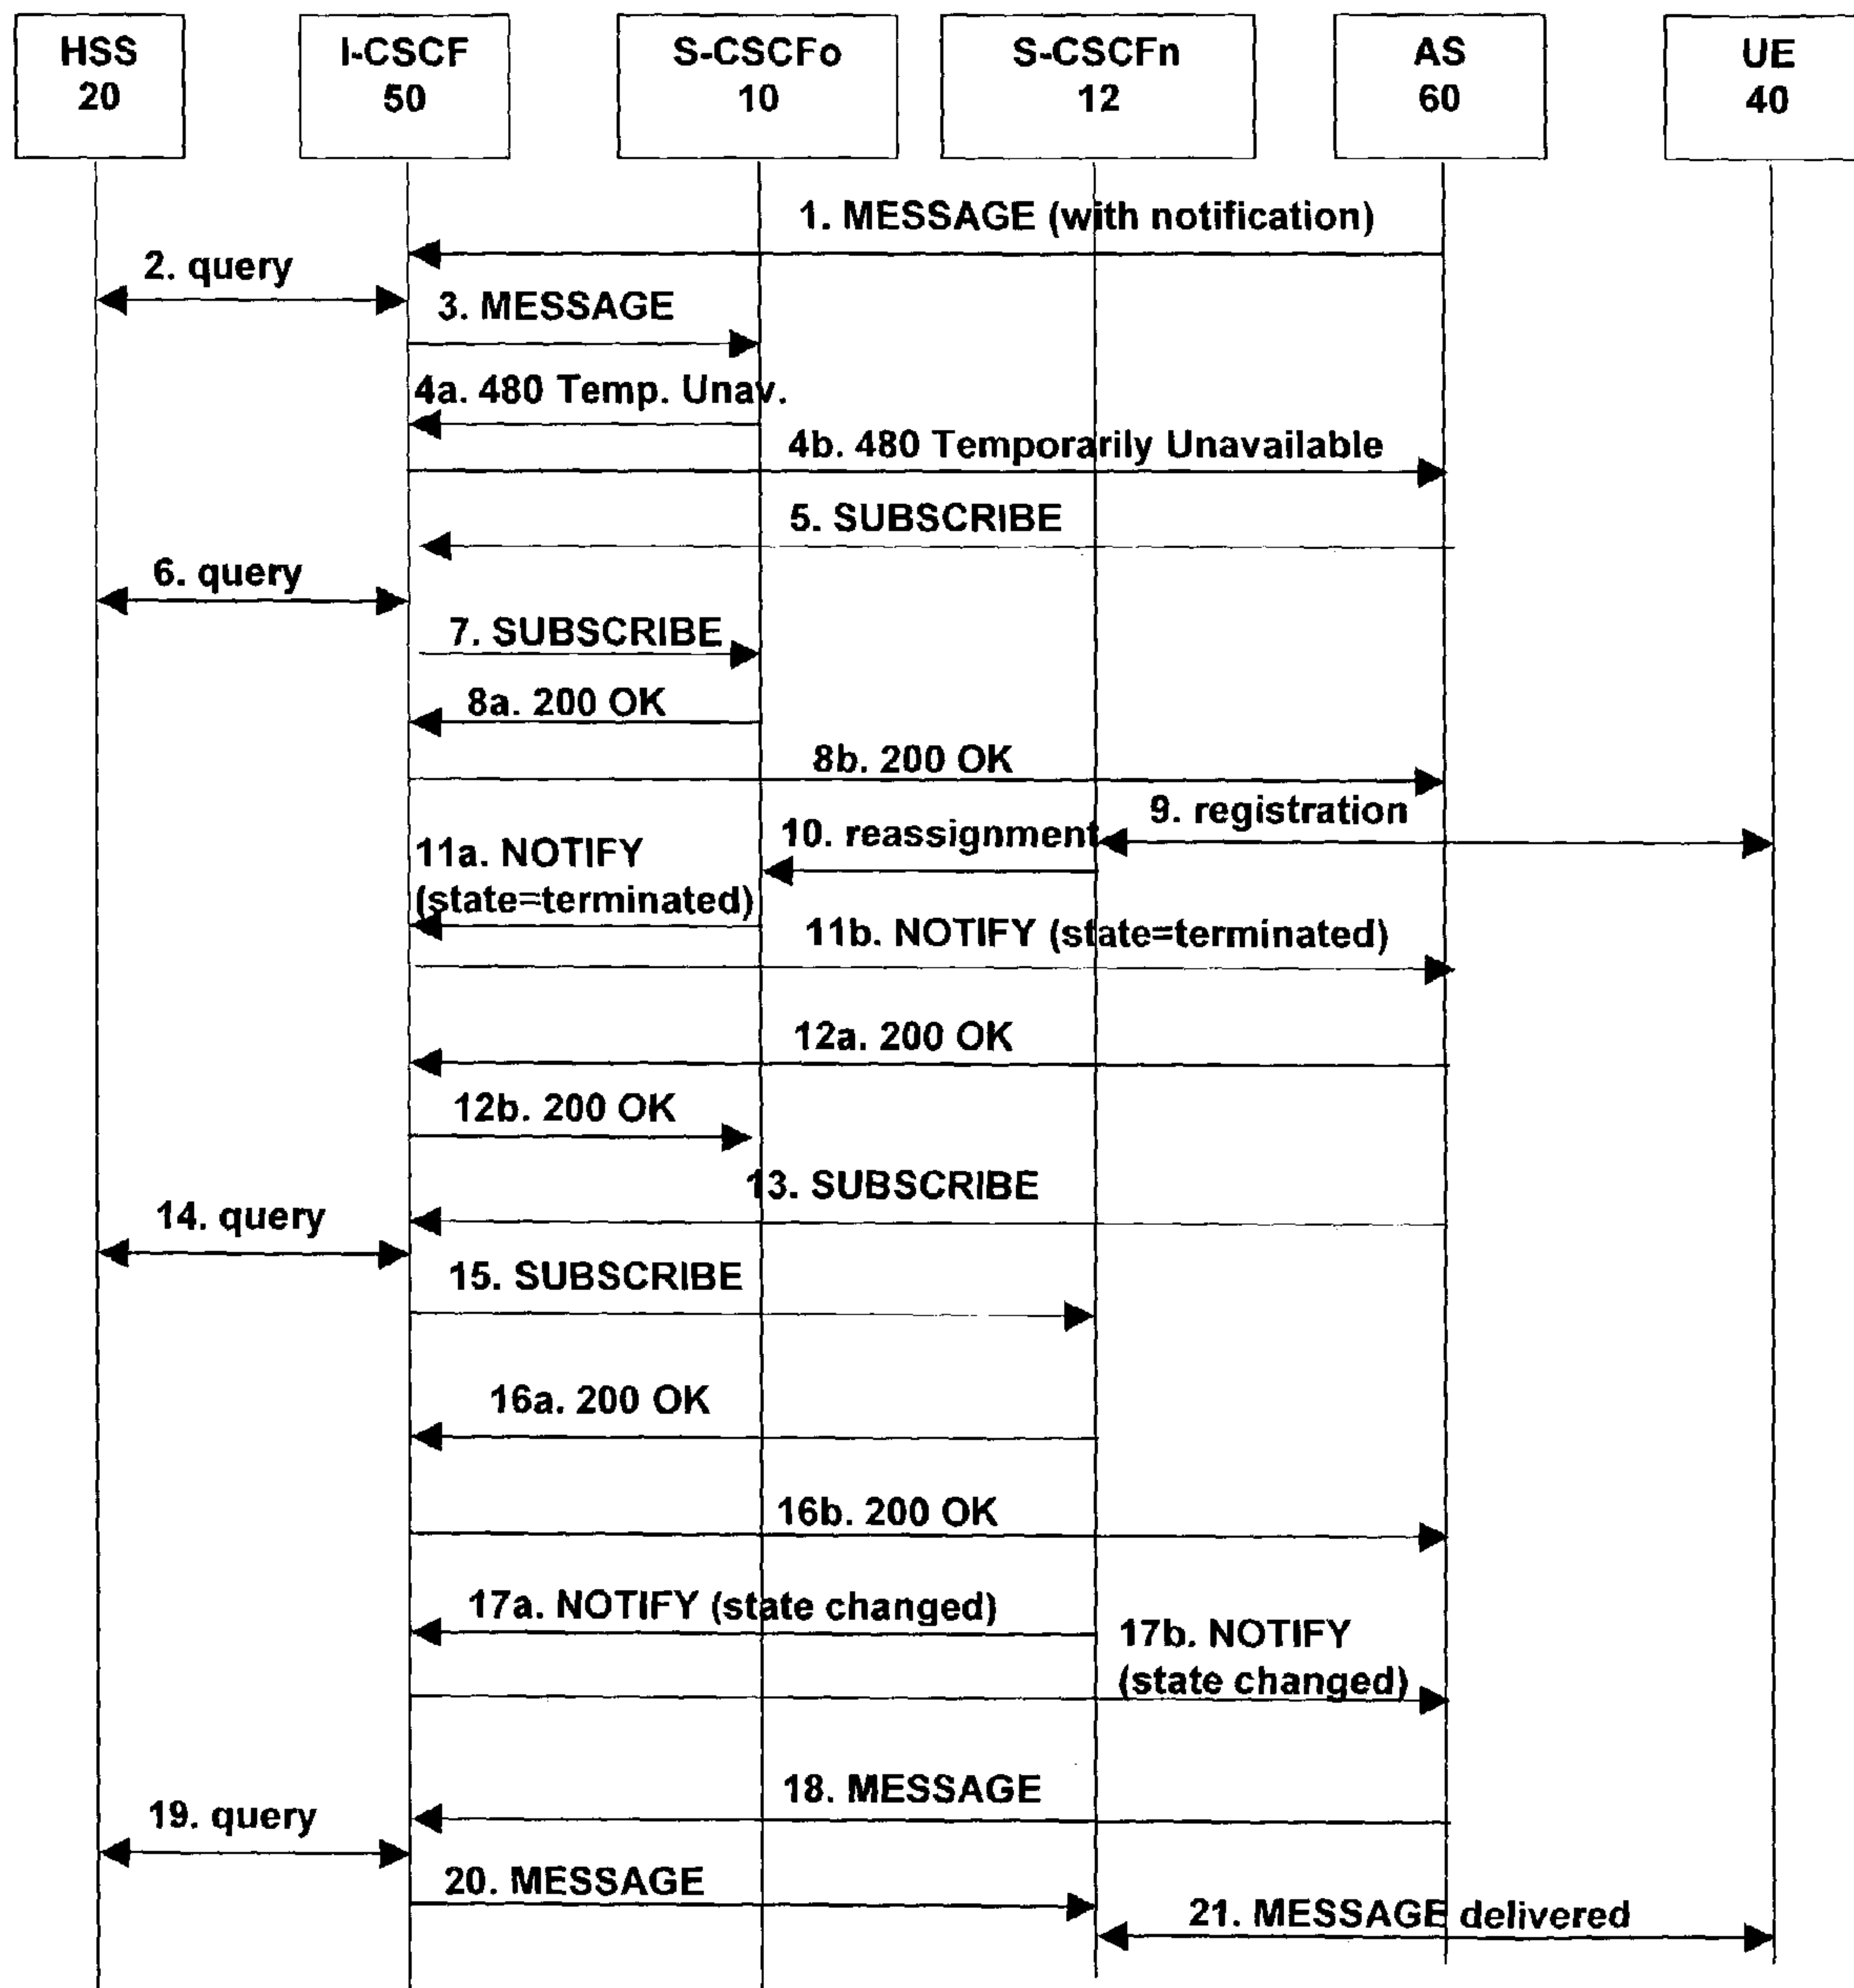 HSS
20
I-CSCF
50
S-CSCFo
10
S-CSCFn
12
AS
60
UE
40
1. MESSAGE (with notification)
2. query
3. MESSAGE
4a. 480 Temp. Unav.
4b. 480 Temporarily Unavailable
5. SUBSCRIBE
6. query
7. SUBSCRIBE
8a. 200 OK
8b. 200 OK
9. registration
10. reassignment
11a. NOTIFY
(state=terminated)
11b. NOTIFY (state=terminated)
12a. 200 OK
12b. 200 OK
13. SUBSCRIBE
14. query
15. SUBSCRIBE
16a. 200 OK
16b. 200 OK
17a. NOTIFY (state changed)
17b. NOTIFY
(state changed)
18. MESSAGE
19. query
20. MESSAGE
21. MESSAGE delivered